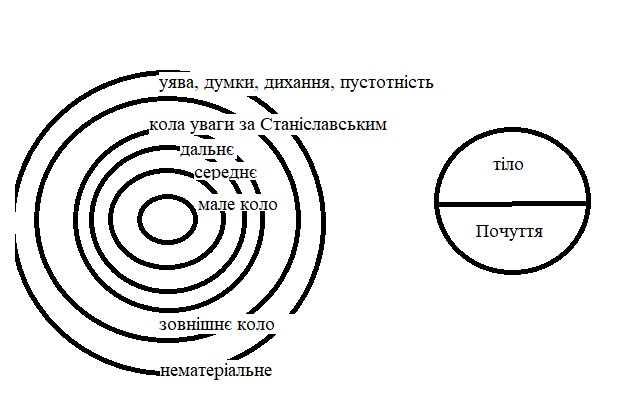 уява, думки, дихання, пустотність
кола уваги за Станіславським
дальнє
середнє
мале коло
зовнішнє коло
нематеріальне
тіло
Почуття